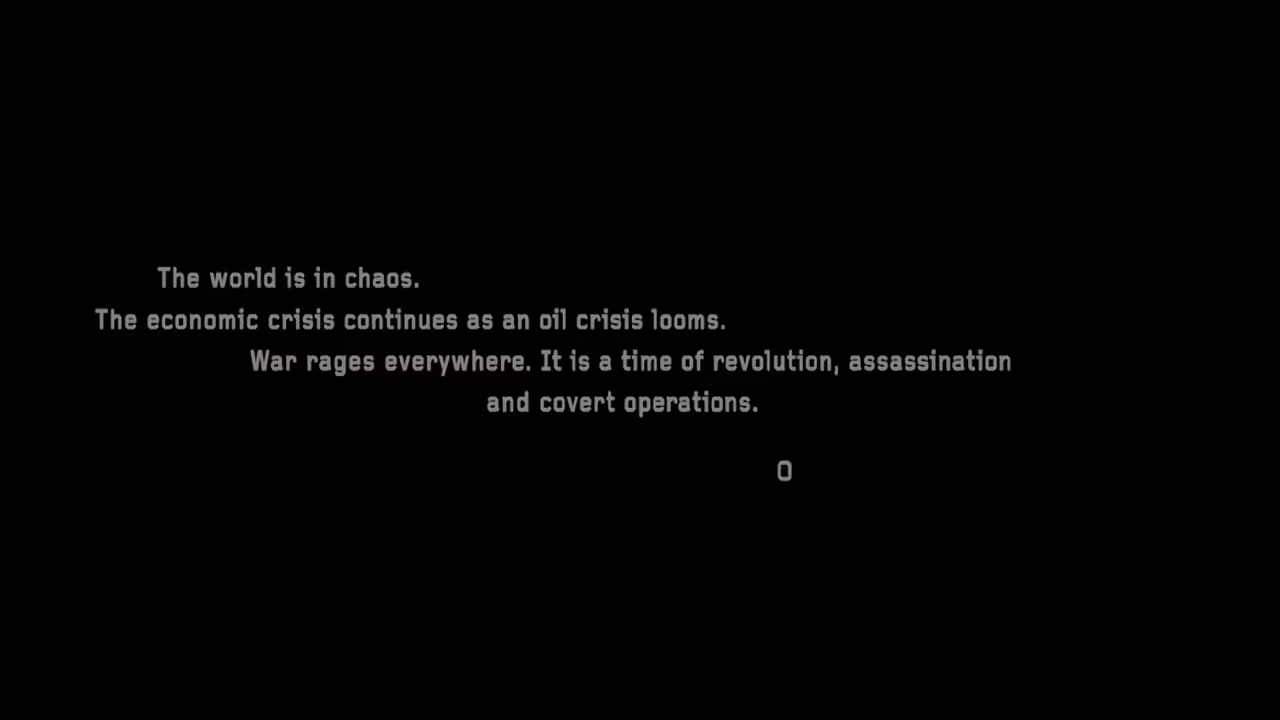 The world is in chaos.
The economic crisis continues as an oil crisis looms.
War rages everywhere. It is a time of revolution, assassination
and covert operations.
O